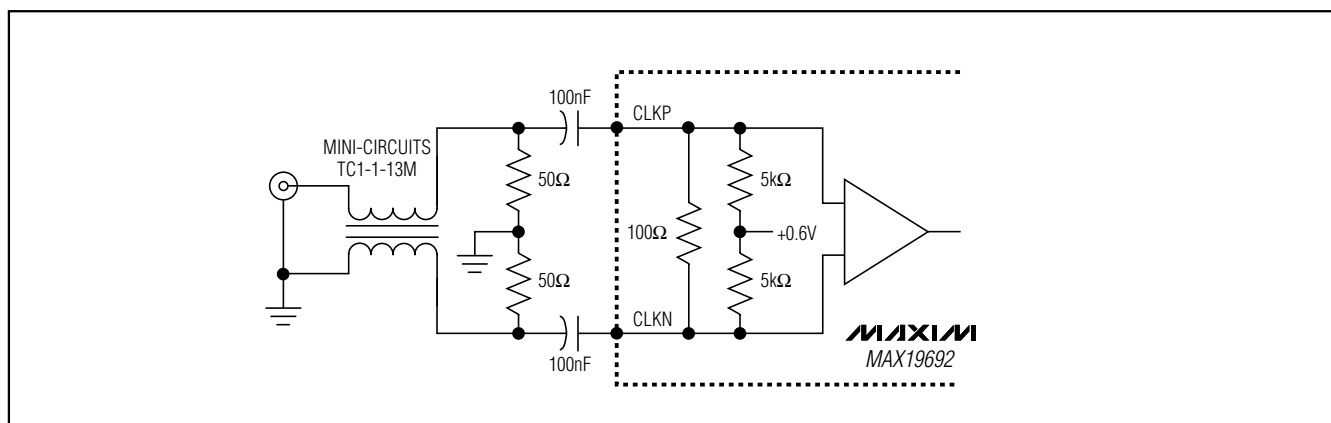 100nF
CLKP
MINI-CIRCUITS
TC1-1-13M
50Ω
5kΩ
100Ω
+0.6V
50Ω
5kΩ
CLKN
100nF
MAXIM
MAX19692